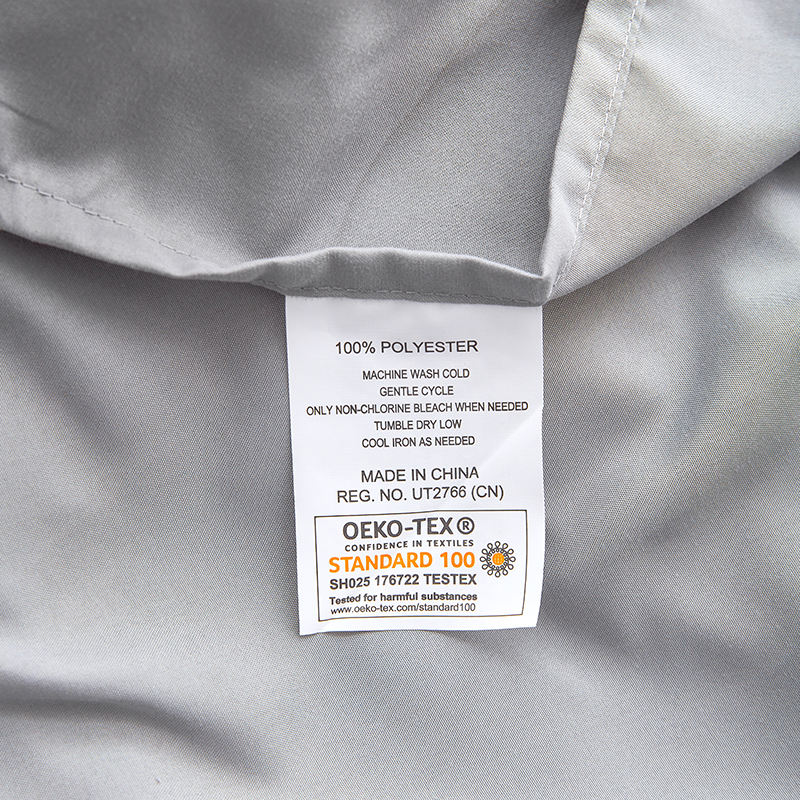 100% POLYESTER
MACHINE WASH COLD
GENTLE CYCLE
ONLY NON-CHLORINE BLEACH WHEN NEEDED
TUMBLE DRY LOW
COOL IRON AS NEEDED
MADE IN CHINA
REG. NO. UT2766 (CN)
OEKO-TEX®
CONFIDENCE IN TEXTILES
STANDARD 100
SH025 176722 TESTEX
Tested for harmful substances
www.oeko-tex.com/standard100